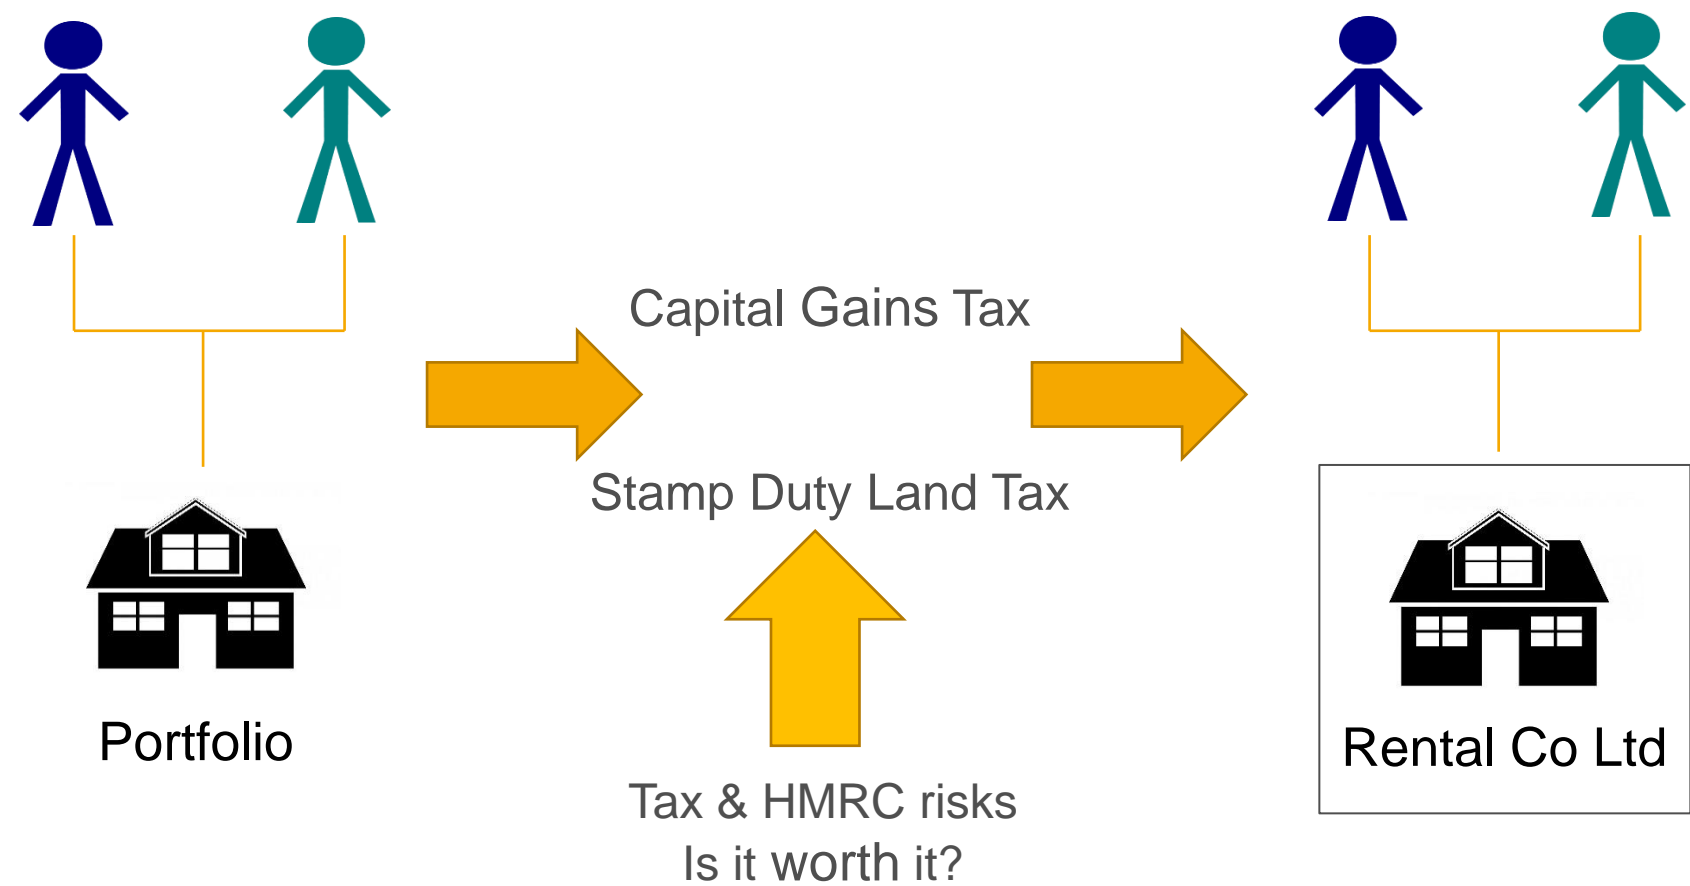 Capital Gains Tax
Stamp Duty Land Tax
Portfolio
Rental Co Ltd
Tax & HMRC risks
Is it worth it?